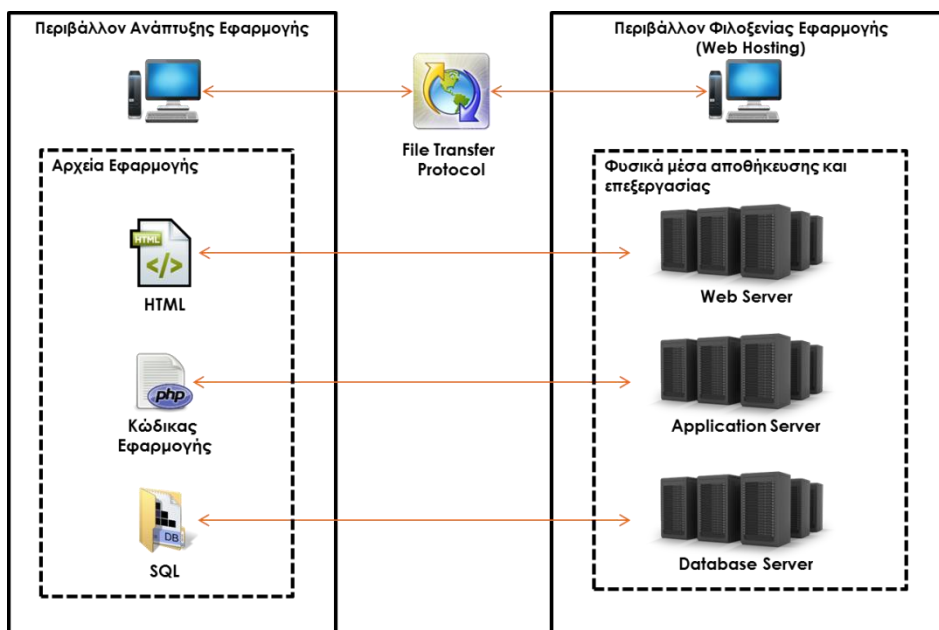 Περιβάλλον Ανάπτυξης Εφαρμογής
Αρχεία Εφαρμογής
HTML
HTML
php
Κώδικας
Εφαρμογής
DB
SQL
File Transfer
Protocol
Περιβάλλον Φιλοξενίας Εφαρμογής
(Web Hosting)
Φυσικά μέσα αποθήκευσης και
επεξεργασίας
Web Server
Application Server
Database Server